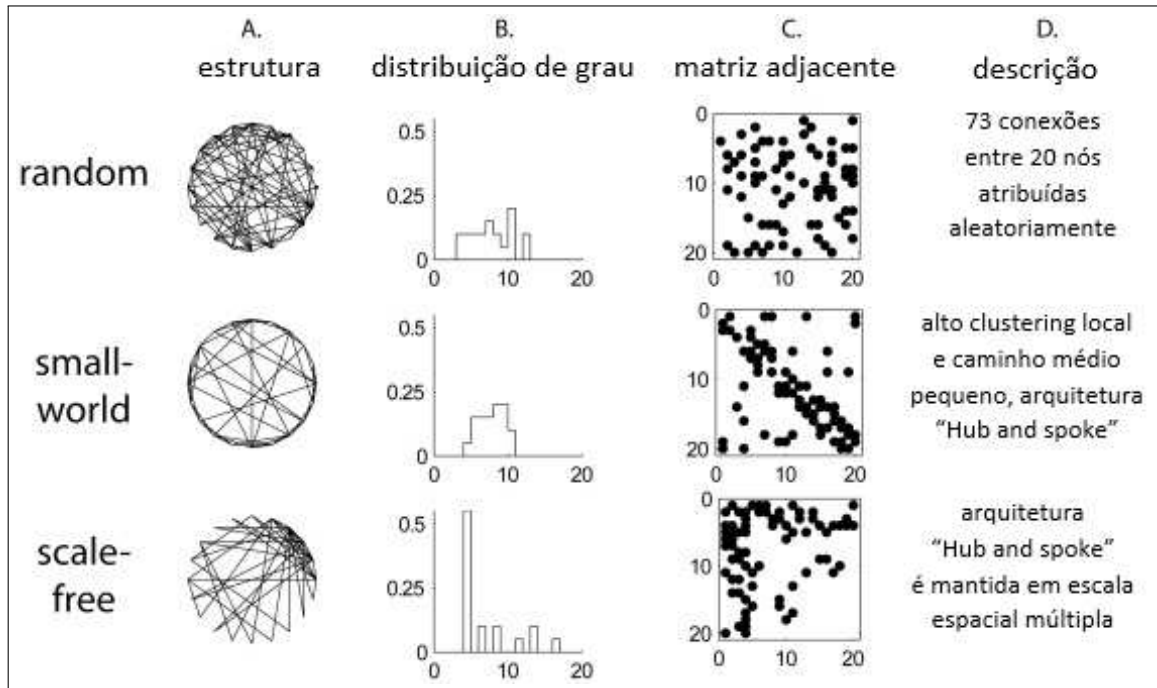 A.
B.
C.
D.
estrutura
distribuição de grau
matriz adjacente
descrição
random
0.5
0.25
0
0
10
20
0
10
20
0
10
20
73 conexões
entre 20 nós
atribuídas
aleatoriamente
small-
world
0.5
0.25
0
0
10
20
0
10
20
0
10
20
alto clustering local
e caminho médio
pequeno, arquitetura
“Hub and spoke”
scale-
free
0.5
0.25
0
0
10
20
0
10
20
0
10
20
arquitetura
“Hub and spoke”
é mantida em escala
espacial múltipla